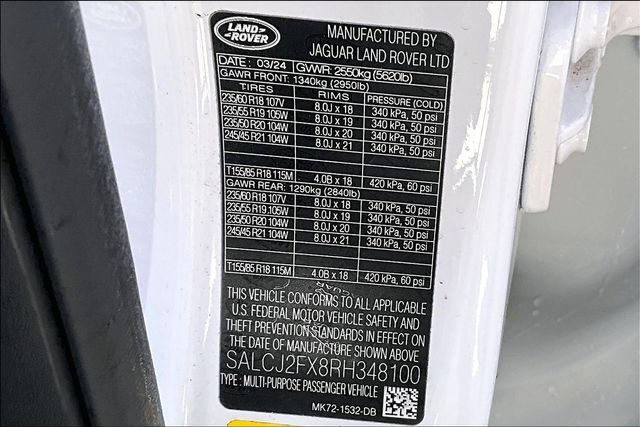 LAND
ROVER
MANUFACTURED BY
JAGUAR LAND ROVER LTD
DATE : 03/24 GVWR: 2550kg (5620lb)
GAWR FRONT: 1340kg (2950lb)
TIRES RIMS PRESSURE (COLD)
235/60 R18 107V 8.0J x 18 340 kPa, 50 psi
235/55 R19 105W 8.0J x 19 340 kPa, 50 psi
235/50 R20 104W 8.0J x 20 340 kPa, 50 psi
245/45 R21 104W 8.0J x 21 340 kPa, 50 psi
T155/85 R18 115M 4.0B x 18 420 kPa, 60 psi
GAWR REAR: 1290kg (2840lb)
235/60 R18 107V 8.0J x 18 340 kPa, 50 psi
235/55 R19 105W 8.0J x 19 340 kPa, 50 psi
235/50 R20 104W 8.0J x 20 340 kPa, 50 psi
245/45 R21 104W 8.0J x 21 340 kPa, 50 psi
T155/85 R18 115M 4.0B x 18 420 kPa, 60 psi
THIS VEHICLE CONFORMS TO ALL APPLICABLE
U.S. FEDERAL MOTOR VEHICLE SAFETY AND
THEFT PREVENTION STANDARDS IN EFFECT ON
THE DATE OF MANUFACTURE SHOWN ABOVE
SALCJ2FX8RH348100
TYPE : MULTI-PURPOSE PASSENGER VEHICLE
MK72-1532-DB